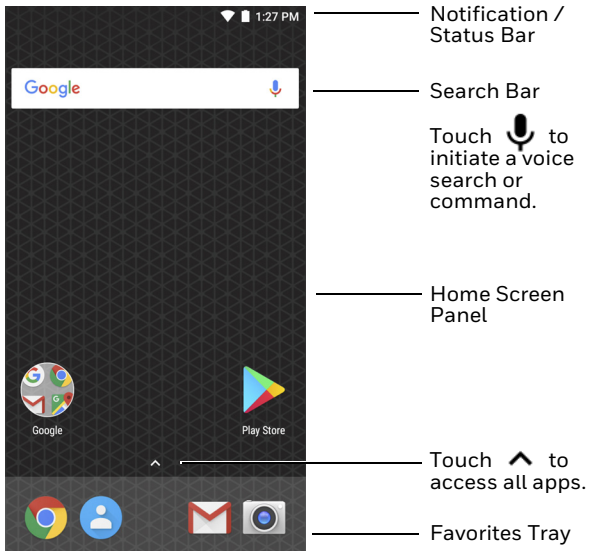 1:27 PM
Notification /
Status Bar
Google
Search Bar
Touch to
initiate a voice
search or
command.
Home Screen
Panel
Google
Play Store
Touch to
access all apps.
Favorites Tray